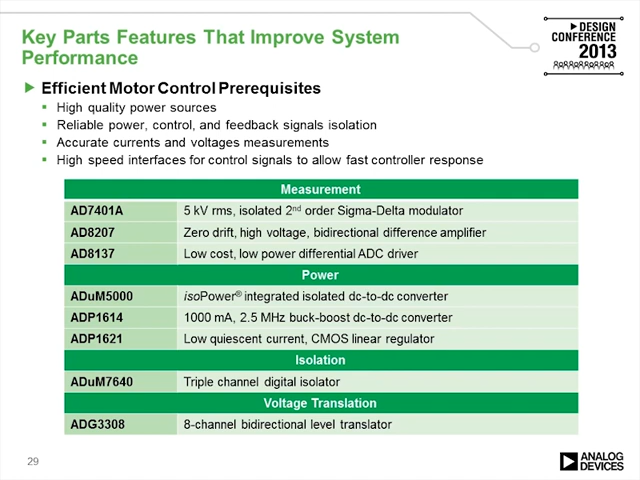 Key Parts Features That Improve System
Performance
DESIGN
CONFERENCE
2013
Efficient Motor Control Prerequisites
High quality power sources
Reliable power, control, and feedback signals isolation
Accurate currents and voltages measurements
High speed interfaces for control signals to allow fast controller response
Measurement
AD7401A 5 kV rms, isolated 2nd order Sigma-Delta modulator
AD8207 Zero drift, high voltage, bidirectional difference amplifier
AD8137 Low cost, low power differential ADC driver
Power
ADuM5000 isoPower® integrated isolated dc-to-dc converter
ADP1614 1000 mA, 2.5 MHz buck-boost dc-to-dc converter
ADP1621 Low quiescent current, CMOS linear regulator
Isolation
ADuM7640 Triple channel digital isolator
Voltage Translation
ADG3308 8-channel bidirectional level translator
29
ANALOG
DEVICES